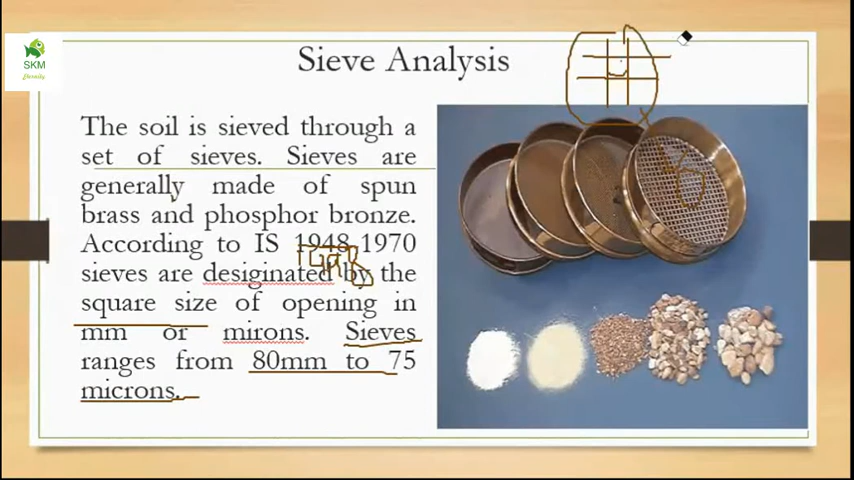 SKM
Eternity
Sieve Analysis
The soil is sieved through a
set of sieves. Sieves are
generally made of spun
brass and phosphor bronze.
According to IS 1948-1970
sieves are desiginated by the
square size of opening in
mm or mirons. Sieves
ranges from 80mm to 75
microns.